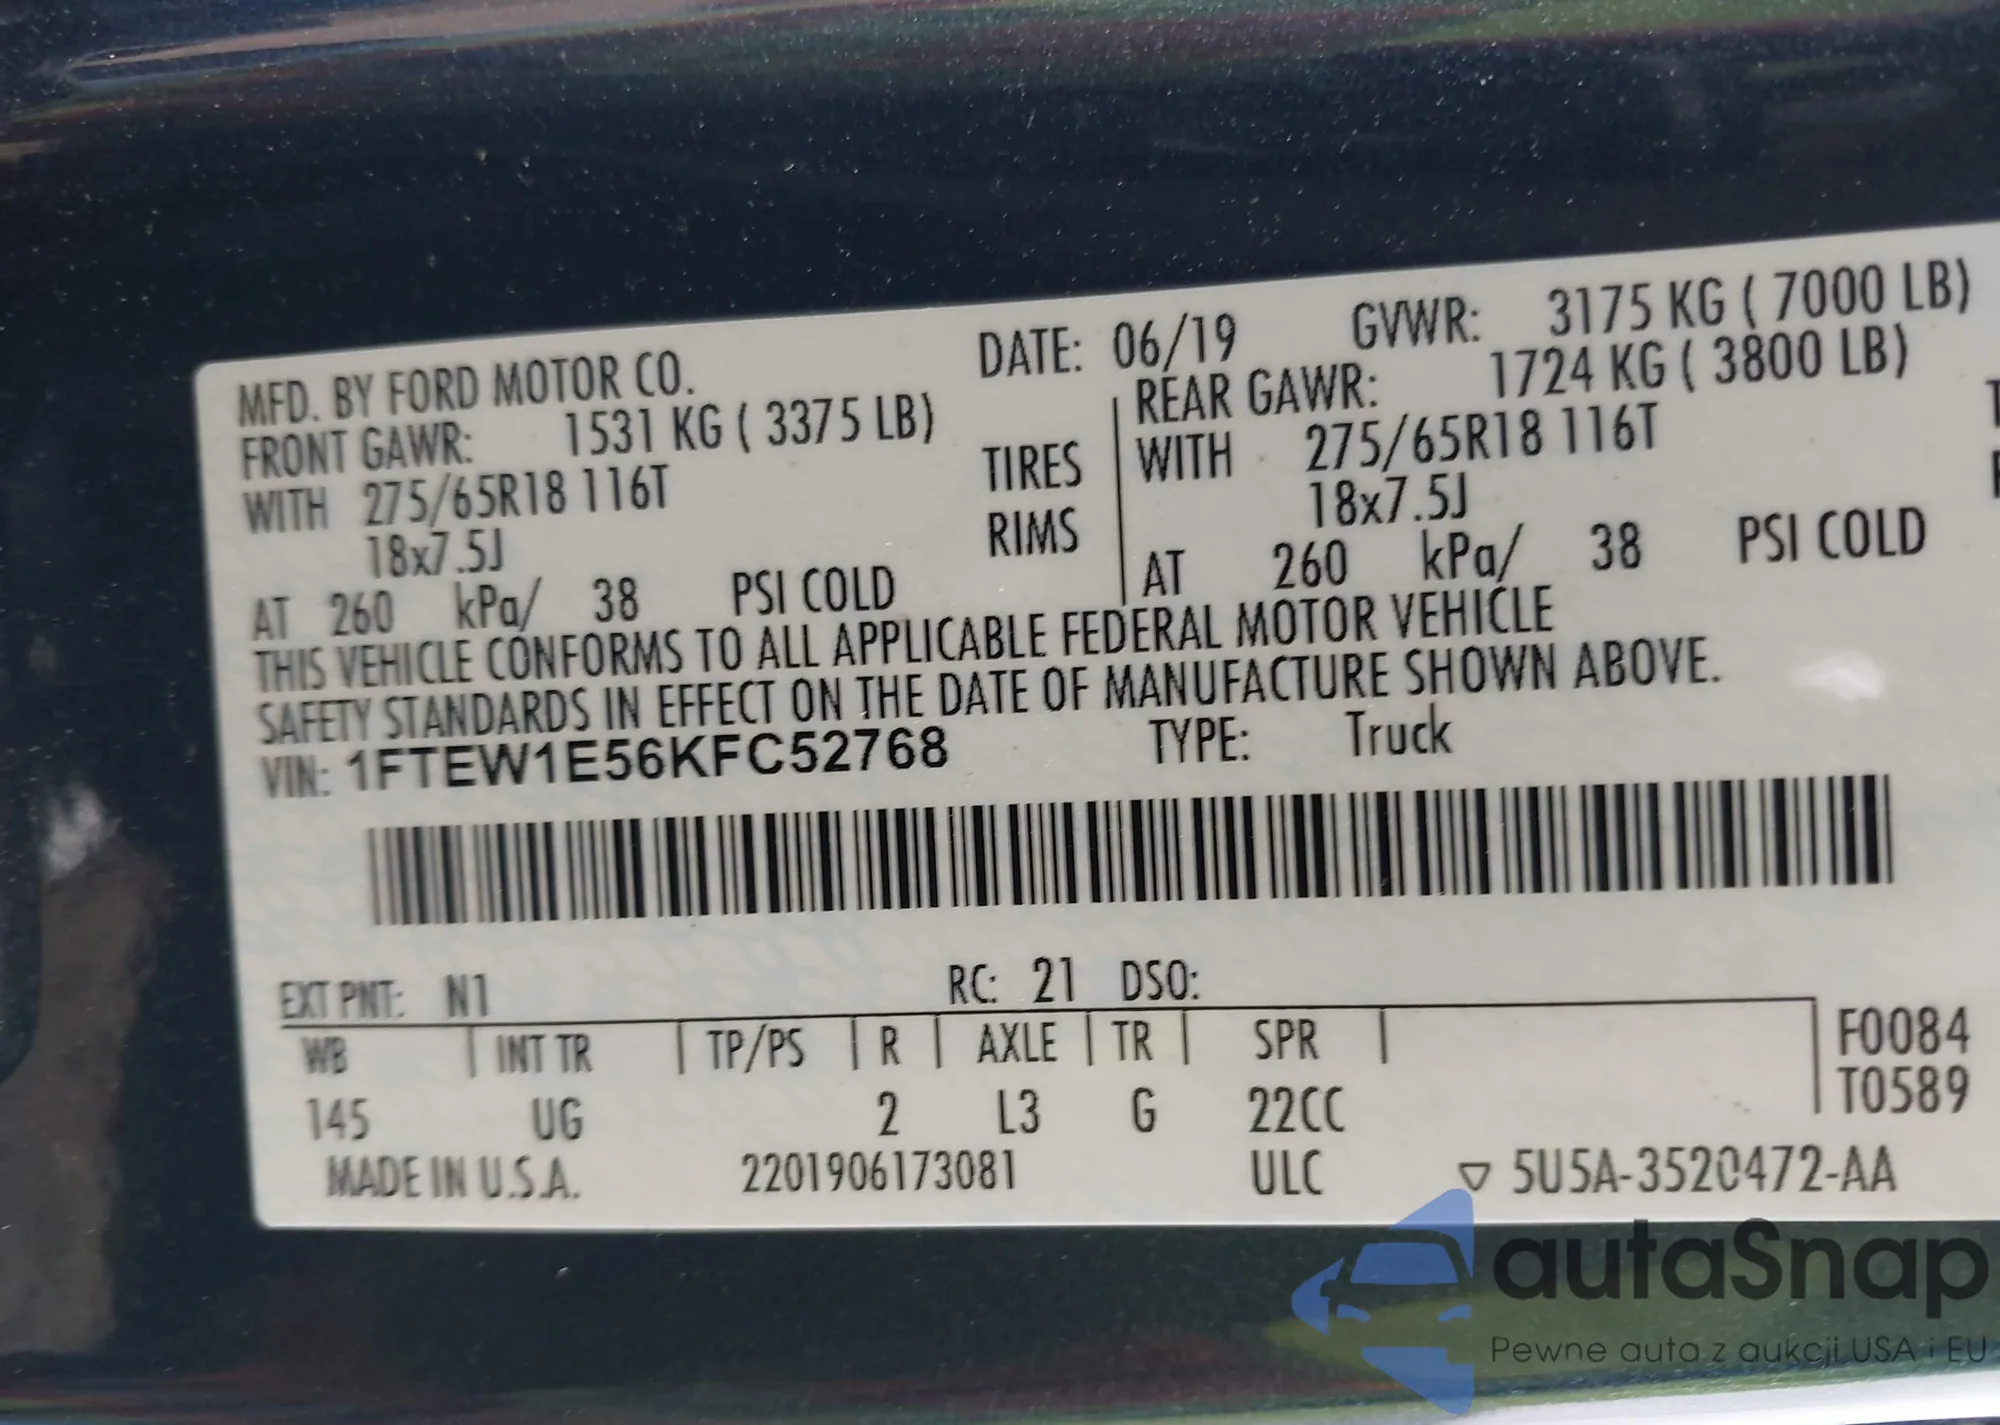 MFD. BY FORD MOTOR CO. DATE: 06/19 GVWR: 3175 KG ( 7000 LB)
FRONT GAWR: 1531 KG ( 3375 LB) REAR GAWR: 1724 KG ( 3800 LB)
WITH 275/65R18 116T TIRES WITH 275/65R18 116T
18x7.5J RIMS 18x7.5J
AT 260 kPa/ 38 PSI COLD AT 260 kPa/ 38 PSI COLD
THIS VEHICLE CONFORMS TO ALL APPLICABLE FEDERAL MOTOR VEHICLE
SAFETY STANDARDS IN EFFECT ON THE DATE OF MANUFACTURE SHOWN ABOVE.
VIN: 1FTEW1E56KFC52768 TYPE: Truck
EXT PNT: N1 RC: 21 DSO:
WB | INT TR | TP/PS | R | AXLE | TR | SPR | F0084
145 UG 2 L3 G 22CC T0589
MADE IN U.S.A. 2201906173081 ULC ▽ 5U5A-3520472-AA
autaSnap
Pewne auta z aukcji USA i EU